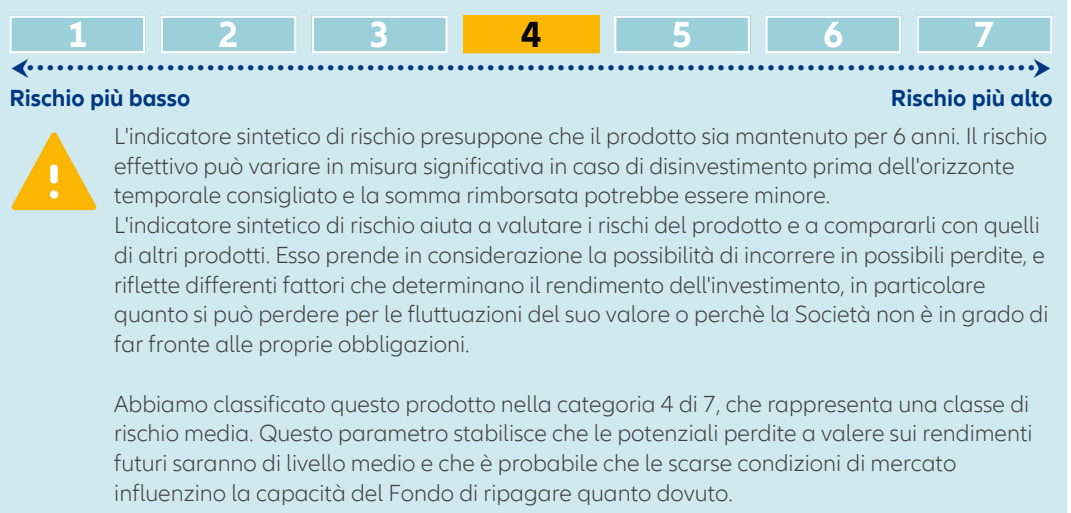 1 2 3 4 5 6 7
Rischio più basso Rischio più alto
L'indicatore sintetico di rischio presuppone che il prodotto sia mantenuto per 6 anni. Il rischio
effettivo può variare in misura significativa in caso di disinvestimento prima dell'orizzonte
temporale consigliato e la somma rimborsata potrebbe essere minore.
L'indicatore sintetico di rischio aiuta a valutare i rischi del prodotto e a compararli con quelli
di altri prodotti. Esso prende in considerazione la possibilità di incorrere in possibili perdite, e
riflette differenti fattori che determinano il rendimento dell'investimento, in particolare
quanto si può perdere per le fluttuazioni del suo valore o perchè la Società non è in grado di
far fronte alle proprie obbligazioni.
Abbiamo classificato questo prodotto nella categoria 4 di 7, che rappresenta una classe di
rischio media. Questo parametro stabilisce che le potenziali perdite a valere sui rendimenti
futuri saranno di livello medio e che è probabile che le scarse condizioni di mercato
influenzino la capacità del Fondo di ripagare quanto dovuto.